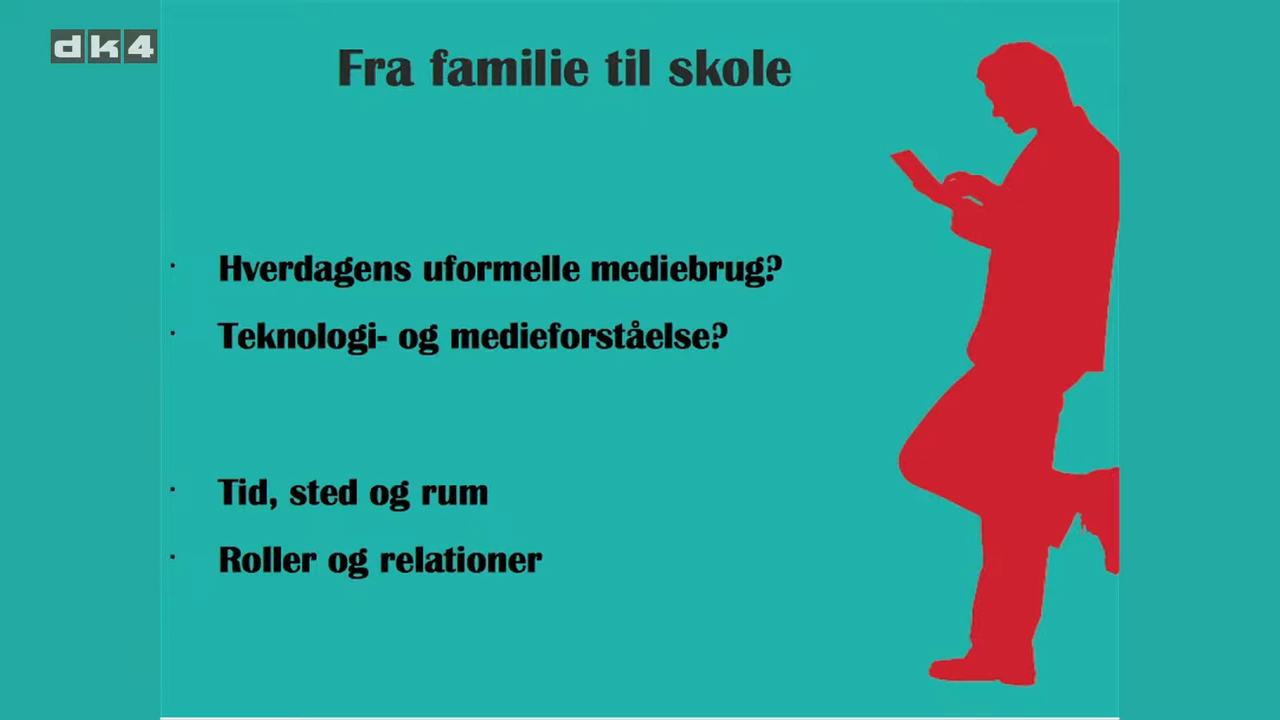 dk4
Fra familie til skole
· Hverdagens uformelle mediebrug?
· Teknologi- og medieforståelse?
· Tid, sted og rum
· Roller og relationer